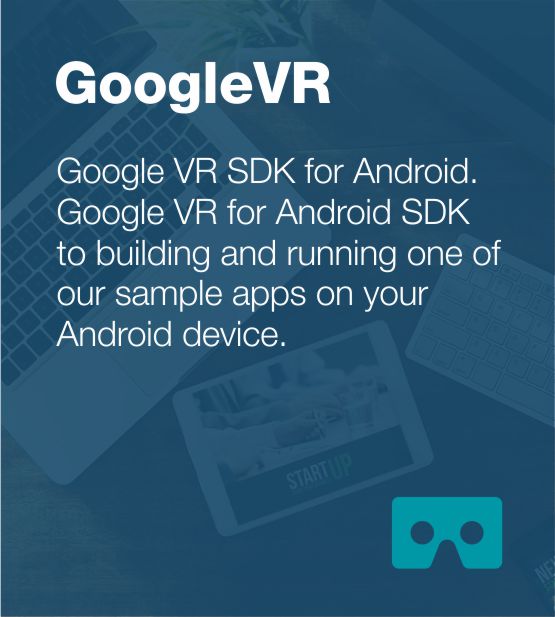 GoogleVR
Google VR SDK for Android.
Google VR for Android SDK
to building and running one of
our sample apps on your
Android device.
STARTUP